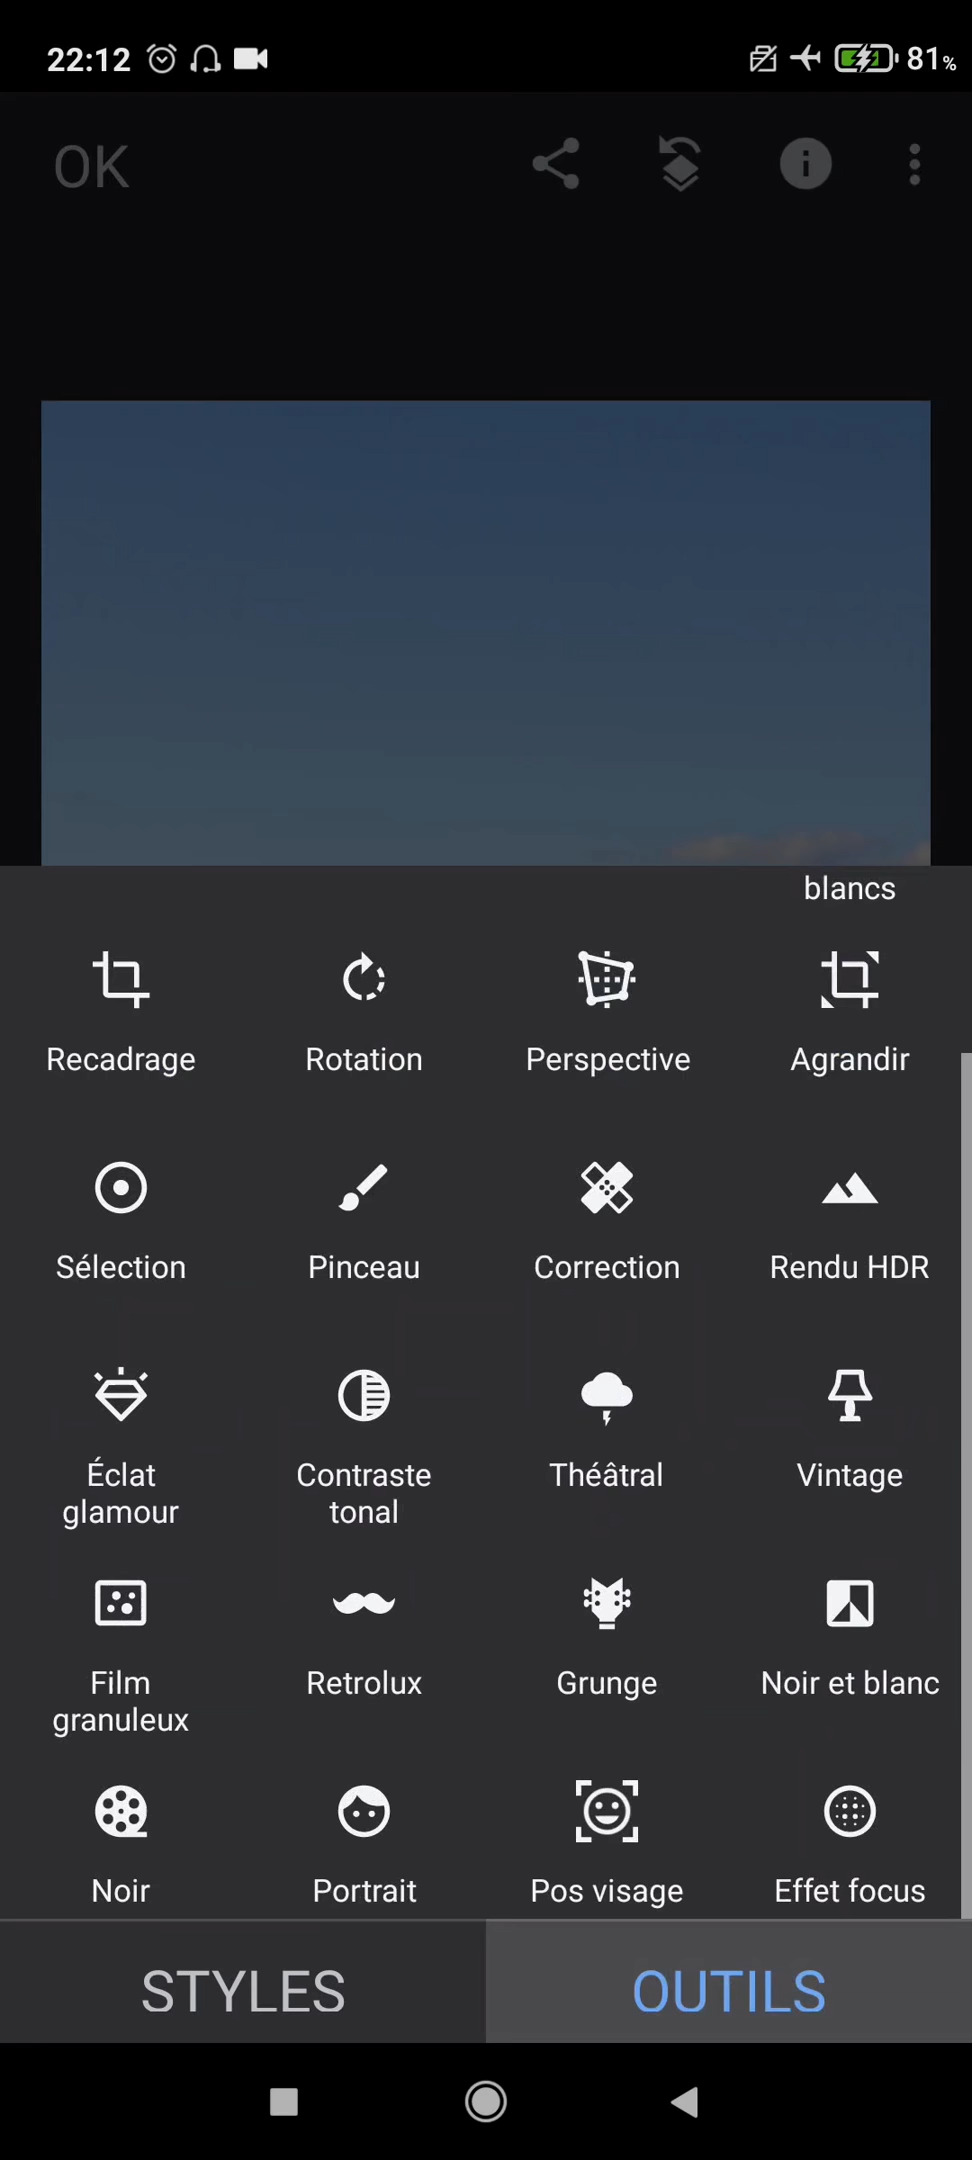 22:12 81%
OK
blancs
Recadrage Rotation Perspective Agrandir
Sélection Pinceau Correction Rendu HDR
Éclat Contraste Théâtral Vintage
glamour tonal
Film Retrolux Grunge Noir et blanc
granuleux
Noir Portrait Pos visage Effet focus
STYLES OUTILS